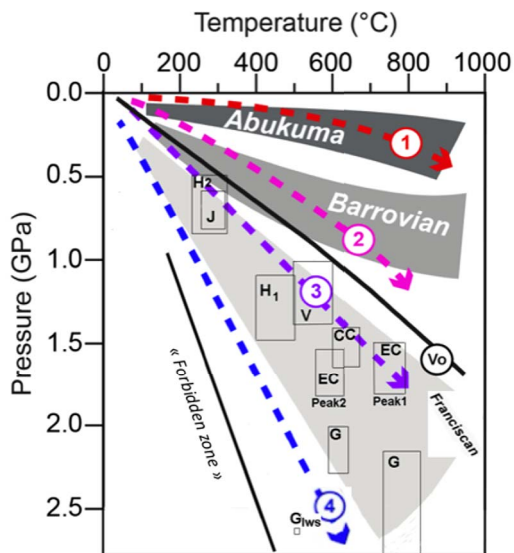 Temperature (°C)
0 200 400 600 800 1000
Pressure (GPa)
0.0
0.5
1.0
1.5
2.0
2.5
Abukuma
1
Barrovian
2
H2
J
3
H1
V
CC
EC
Vo
EC
Peak2
Peak1
Franciscan
« Forbidden zone »
G
G
4
Glws